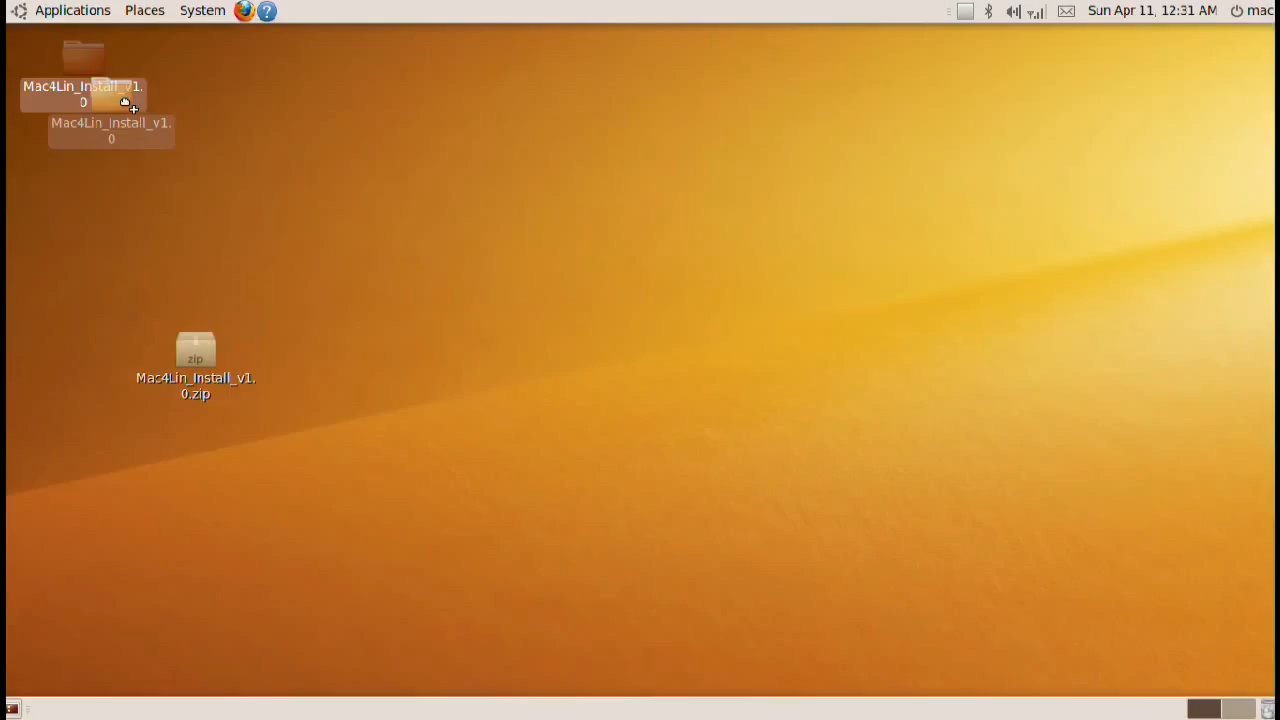 Applications Places System Sun Apr 11, 12:31 AM mac
Mac4Lin_Install_v1.
0
Mac4Lin_Install_v1.
0
zip
Mac4Lin_Install_v1.
0.zip